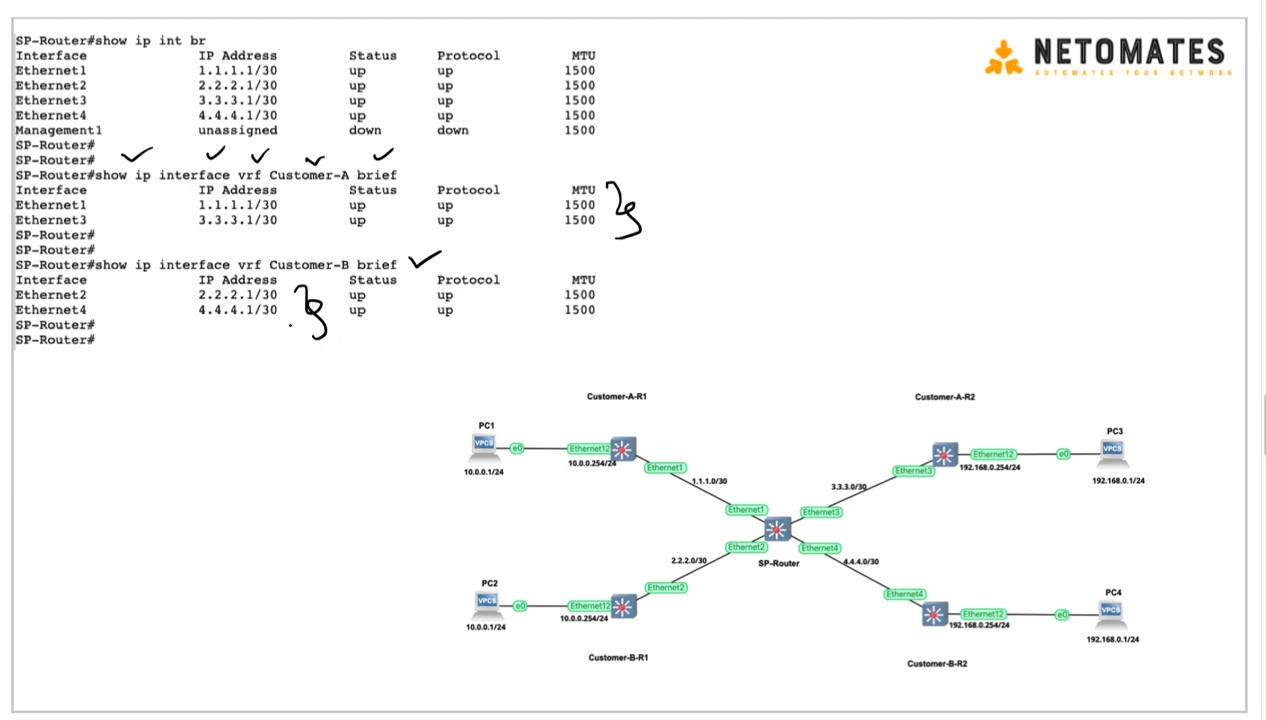 SP-Router#show ip int br
Interface IP Address Status Protocol MTU
Ethernet1 1.1.1.1/30 up up 1500
Ethernet2 2.2.2.1/30 up up 1500
Ethernet3 3.3.3.1/30 up up 1500
Ethernet4 4.4.4.1/30 up up 1500
Management1 unassigned down down 1500
SP-Router#
SP-Router#
SP-Router#show ip interface vrf Customer-A brief
Interface IP Address Status Protocol MTU
Ethernet1 1.1.1.1/30 up up 1500
Ethernet3 3.3.3.1/30 up up 1500
SP-Router#
SP-Router#
SP-Router#show ip interface vrf Customer-B brief
Interface IP Address Status Protocol MTU
Ethernet2 2.2.2.1/30 up up 1500
Ethernet4 4.4.4.1/30 up up 1500
SP-Router#
SP-Router#
NETOMATES
AUTOMATES YOUR NETWORK
Customer-A-R1 Customer-A-R2
PC1 PC3
VPCS e0 Ethernet12 Ethernet12 e0 VPCS
10.0.0.1/24 10.0.0.254/24 192.168.0.254/24 192.168.0.1/24
Ethernet1 Ethernet3
1.1.1.0/30 3.3.3.0/30
Ethernet1 Ethernet3
Ethernet2 Ethernet4
2.2.2.0/30 SP-Router 4.4.4.0/30
Ethernet2 Ethernet4
PC2 PC4
VPCS e0 Ethernet12 Ethernet12 e0 VPCS
10.0.0.1/24 10.0.0.254/24 192.168.0.254/24 192.168.0.1/24
Customer-B-R1 Customer-B-R2